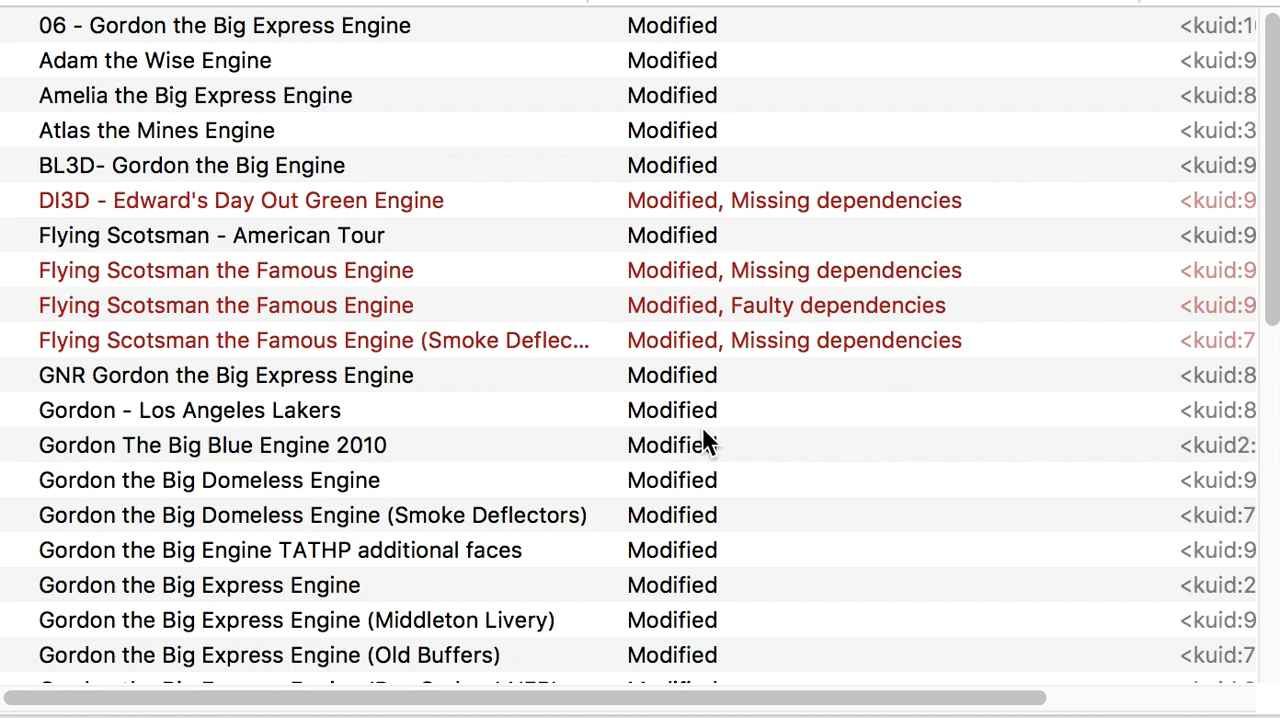 06 - Gordon the Big Express Engine Modified <kuid:1
Adam the Wise Engine Modified <kuid:9
Amelia the Big Express Engine Modified <kuid:8
Atlas the Mines Engine Modified <kuid:3
BL3D- Gordon the Big Engine Modified <kuid:9
DI3D - Edward's Day Out Green Engine Modified, Missing dependencies <kuid:9
Flying Scotsman - American Tour Modified <kuid:9
Flying Scotsman the Famous Engine Modified, Missing dependencies <kuid:9
Flying Scotsman the Famous Engine Modified, Faulty dependencies <kuid:9
Flying Scotsman the Famous Engine (Smoke Deflec... Modified, Missing dependencies <kuid:7
GNR Gordon the Big Express Engine Modified <kuid:8
Gordon - Los Angeles Lakers Modified <kuid:8
Gordon The Big Blue Engine 2010 Modified <kuid2:
Gordon the Big Domeless Engine Modified <kuid:9
Gordon the Big Domeless Engine (Smoke Deflectors) Modified <kuid:7
Gordon the Big Engine TATHP additional faces Modified <kuid:9
Gordon the Big Express Engine Modified <kuid:2
Gordon the Big Express Engine (Middleton Livery) Modified <kuid:9
Gordon the Big Express Engine (Old Buffers) Modified <kuid:7